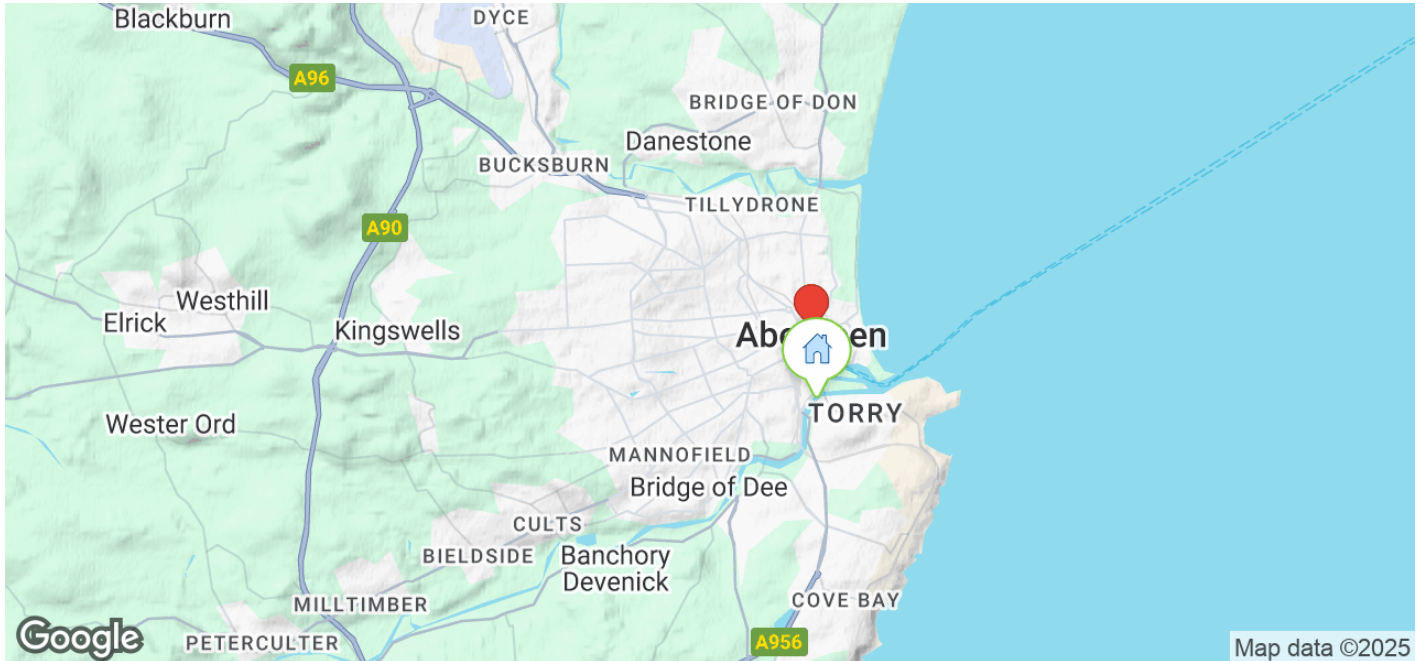 Blackburn
DYCE
A96
BRIDGE OF DON
Danestone
BUCKSBURN
TILLYDRONE
A90
Westhill
Elrick
Kingswells
Wester Ord
TORRY
MANNOFIELD
Bridge of Dee
CULTS
BIELDSIDE
Banchory
Devenick
MILLTIMBER
COVE BAY
PETERCULTER
A956
Google
Map data ©2025